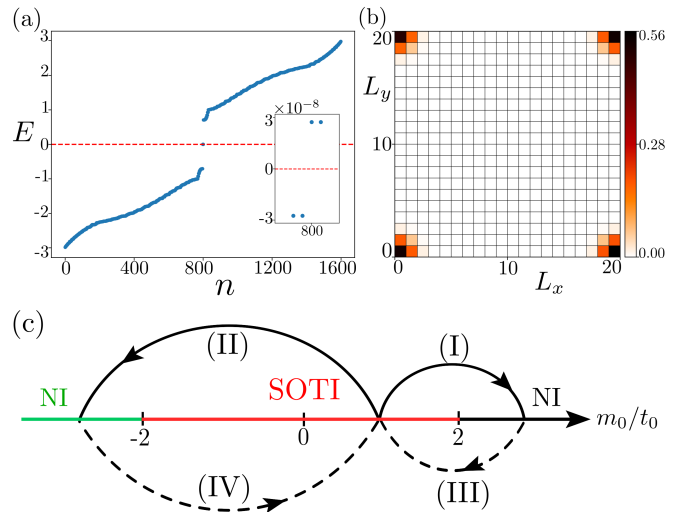 (a)
3
2
1
0
-1
-2
-3
E
0
400
800
1200
1600
n
×10⁻⁸
3
0
-3
800
(b)
20
10
0
L_y
0
10
20
L_x
0.56
0.28
0.00
(c)
(II)
(I)
NI
SOTI
NI
-2
0
2
m₀/t₀
(IV)
(III)